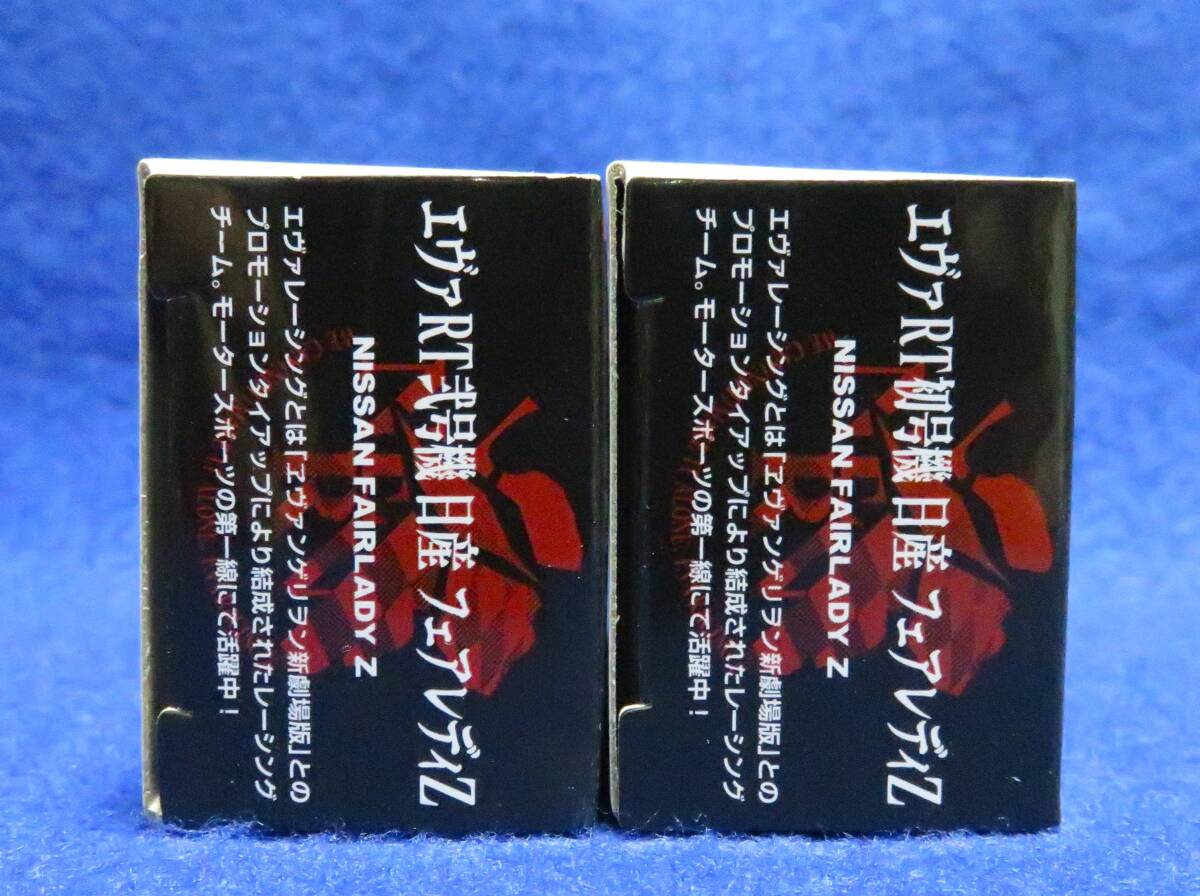 エヴァRT弐号機 日産 フェアレディZ
NISSAN FAIRLADY Z
エヴァレーシングとは「ヱヴァンゲリヲン新劇場版」との
プロモーションタイアップにより結成されたレーシング
チーム。モータースポーツの第一線にて活躍中！
エヴァRT初号機 日産 フェアレディZ
NISSAN FAIRLADY Z
エヴァレーシングとは「ヱヴァンゲリヲン新劇場版」との
プロモーションタイアップにより結成されたレーシング
チーム。モータースポーツの第一線にて活躍中！